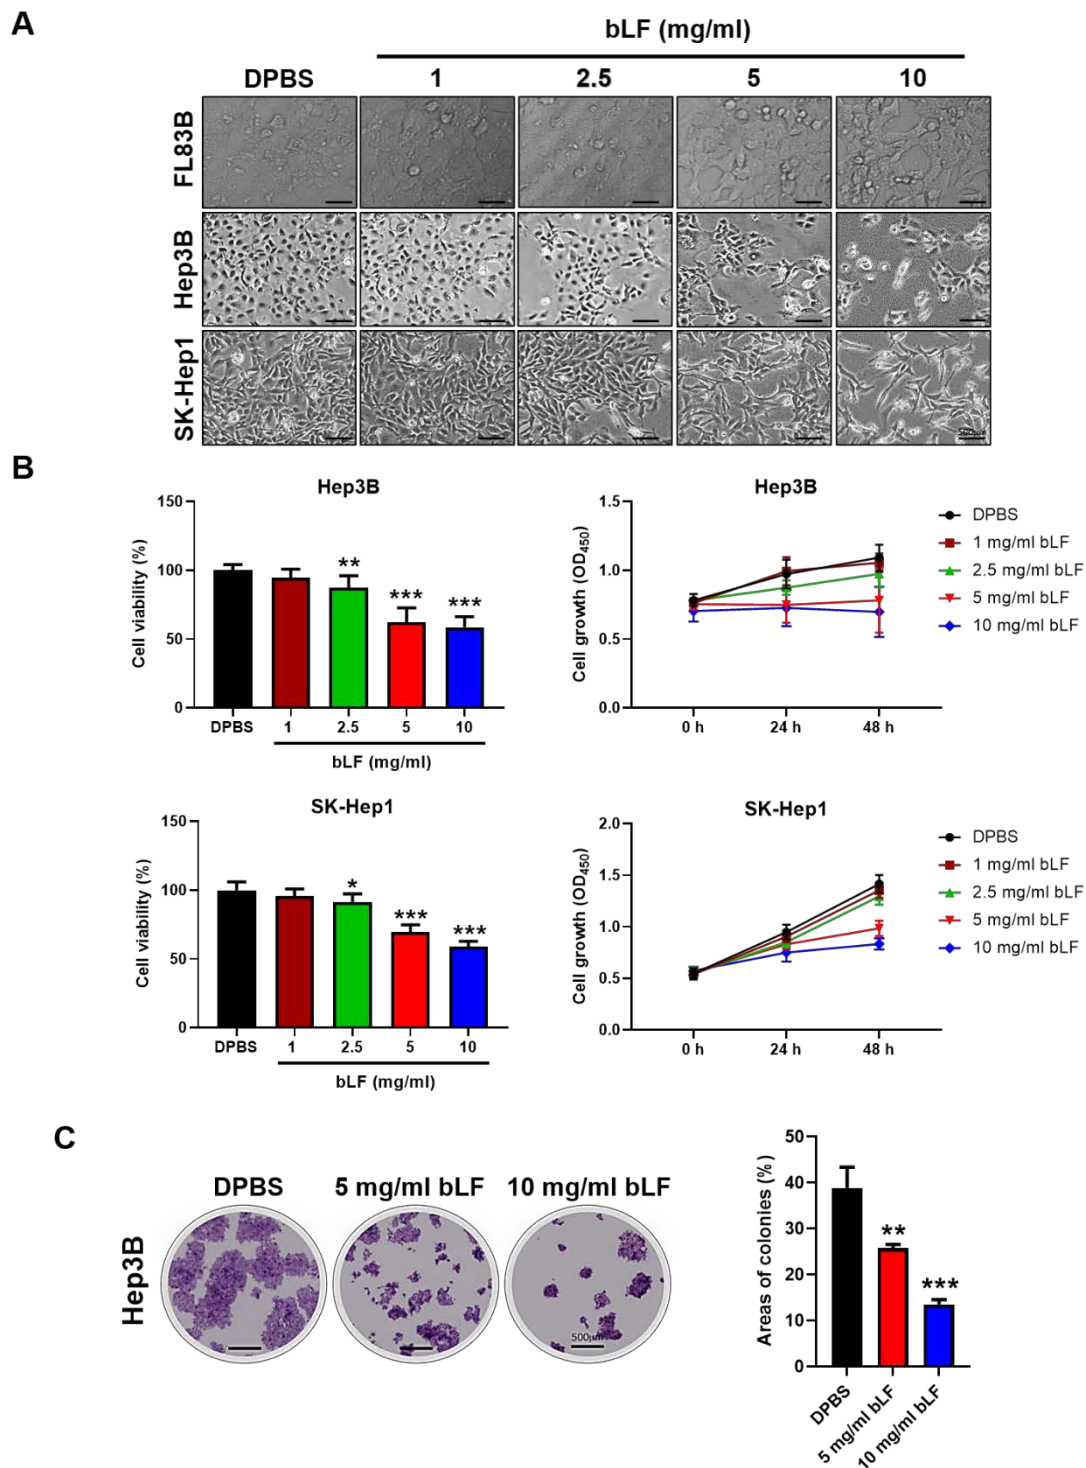 A
bLF (mg/ml)
DPBS 1 2.5 5 10
FL83B
Hep3B
SK-Hep1
500μm
B
Hep3B
Cell viability (%)
150
100
50
0
** *** ***
DPBS 1 2.5 5 10
bLF (mg/ml)
Hep3B
Cell growth (OD450)
1.5
1.0
0.5
0.0
0 h 24 h 48 h
DPBS
1 mg/ml bLF
2.5 mg/ml bLF
5 mg/ml bLF
10 mg/ml bLF
SK-Hep1
Cell viability (%)
150
100
50
0
* *** ***
DPBS 1 2.5 5 10
bLF (mg/ml)
SK-Hep1
Cell growth (OD450)
2.0
1.5
1.0
0.5
0.0
0 h 24 h 48 h
DPBS
1 mg/ml bLF
2.5 mg/ml bLF
5 mg/ml bLF
10 mg/ml bLF
C
DPBS 5 mg/ml bLF 10 mg/ml bLF
Hep3B
500μm
Areas of colonies (%)
50
40
30
20
10
0
** ***
DPBS
5 mg/ml bLF
10 mg/ml bLF